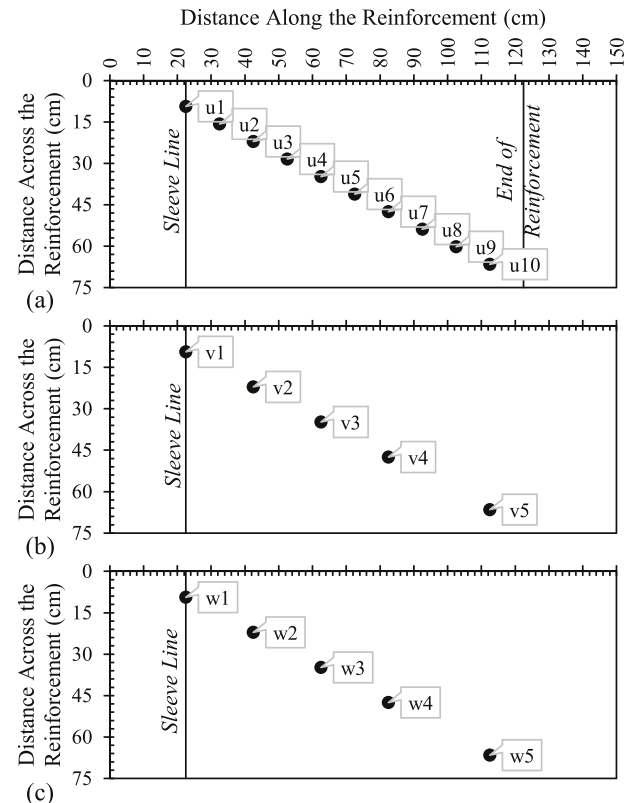 Distance Along the Reinforcement (cm)
0 10 20 30 40 50 60 70 80 90 100 110 120 130 140 150
Distance Across the
Reinforcement (cm)
0
15
30
45
60
75
Sleeve Line
u1
u2
u3
u4
u5
u6
u7
u8
u9
u10
End of
Reinforcement
(a)
Distance Across the
Reinforcement (cm)
0
15
30
45
60
75
Sleeve Line
v1
v2
v3
v4
v5
(b)
Distance Across the
Reinforcement (cm)
0
15
30
45
60
75
Sleeve Line
w1
w2
w3
w4
w5
(c)